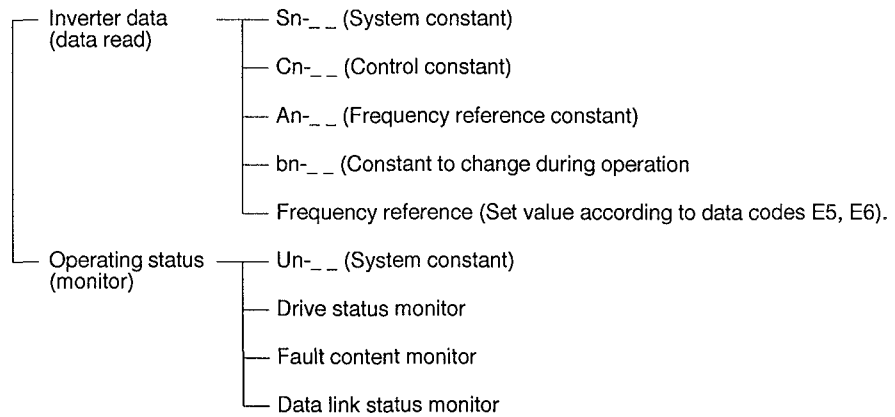 Inverter data
(data read)
Sn-_ _ (System constant)
Cn-_ _ (Control constant)
An-_ _ (Frequency reference constant)
bn-_ _ (Constant to change during operation
Frequency reference (Set value according to data codes E5, E6).
Operating status
(monitor)
Un-_ _ (System constant)
Drive status monitor
Fault content monitor
Data link status monitor